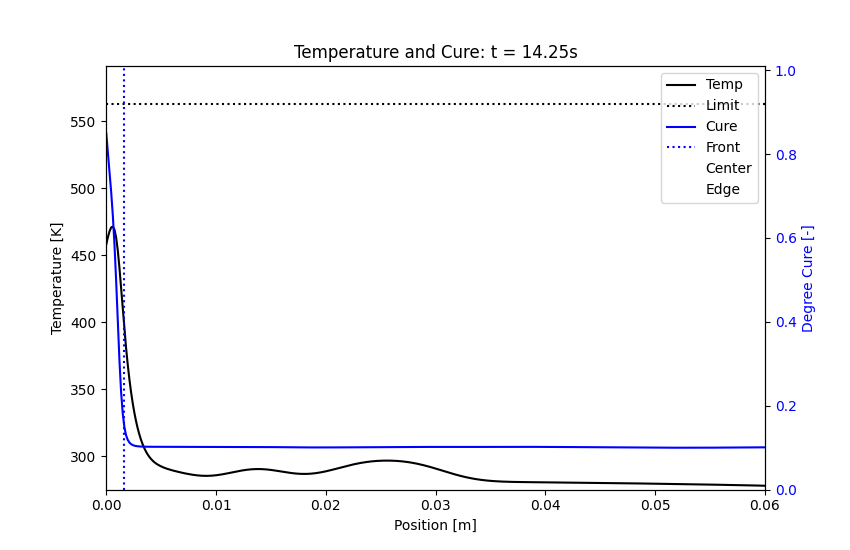 Temperature and Cure: t = 14.25s
Temp
Limit
Cure
Front
Center
Edge
Temperature [K]
550
500
450
400
350
300
Degree Cure [-]
1.0
0.8
0.6
0.4
0.2
0.0
0.00 0.01 0.02 0.03 0.04 0.05 0.06
Position [m]